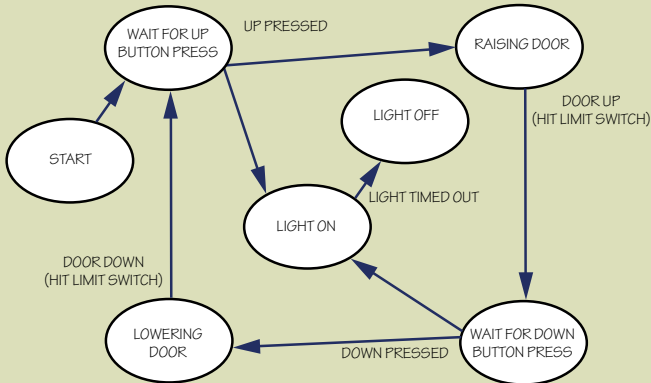 WAIT FOR UP
BUTTON PRESS
UP PRESSED
RAISING DOOR
DOOR UP
(HIT LIMIT SWITCH)
LIGHT OFF
START
LIGHT TIMED OUT
LIGHT ON
DOOR DOWN
(HIT LIMIT SWITCH)
LOWERING
DOOR
DOWN PRESSED
WAIT FOR DOWN
BUTTON PRESS